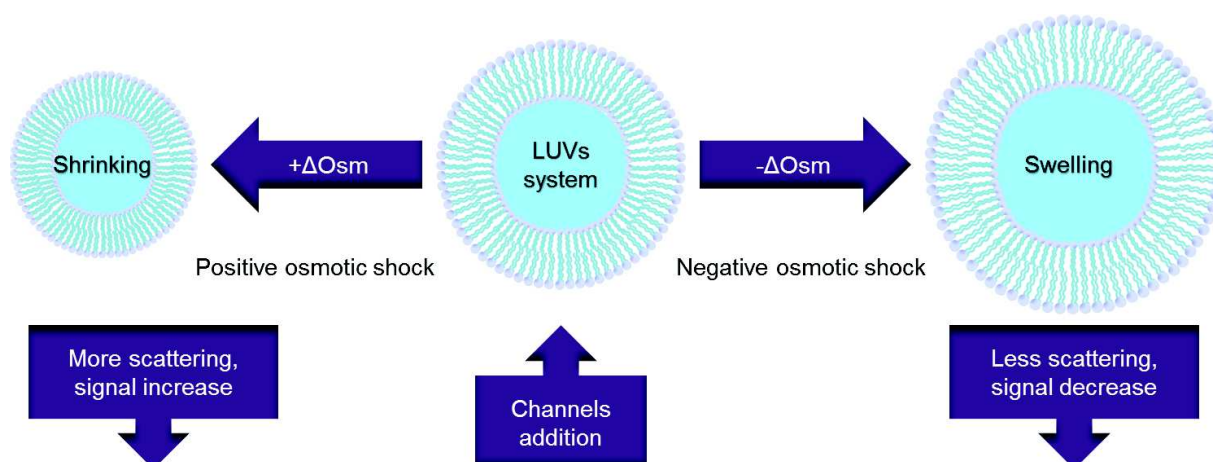 Shrinking
+ΔOsm
LUVs
system
-ΔOsm
Swelling
Positive osmotic shock
Negative osmotic shock
More scattering,
signal increase
Channels
addition
Less scattering,
signal decrease